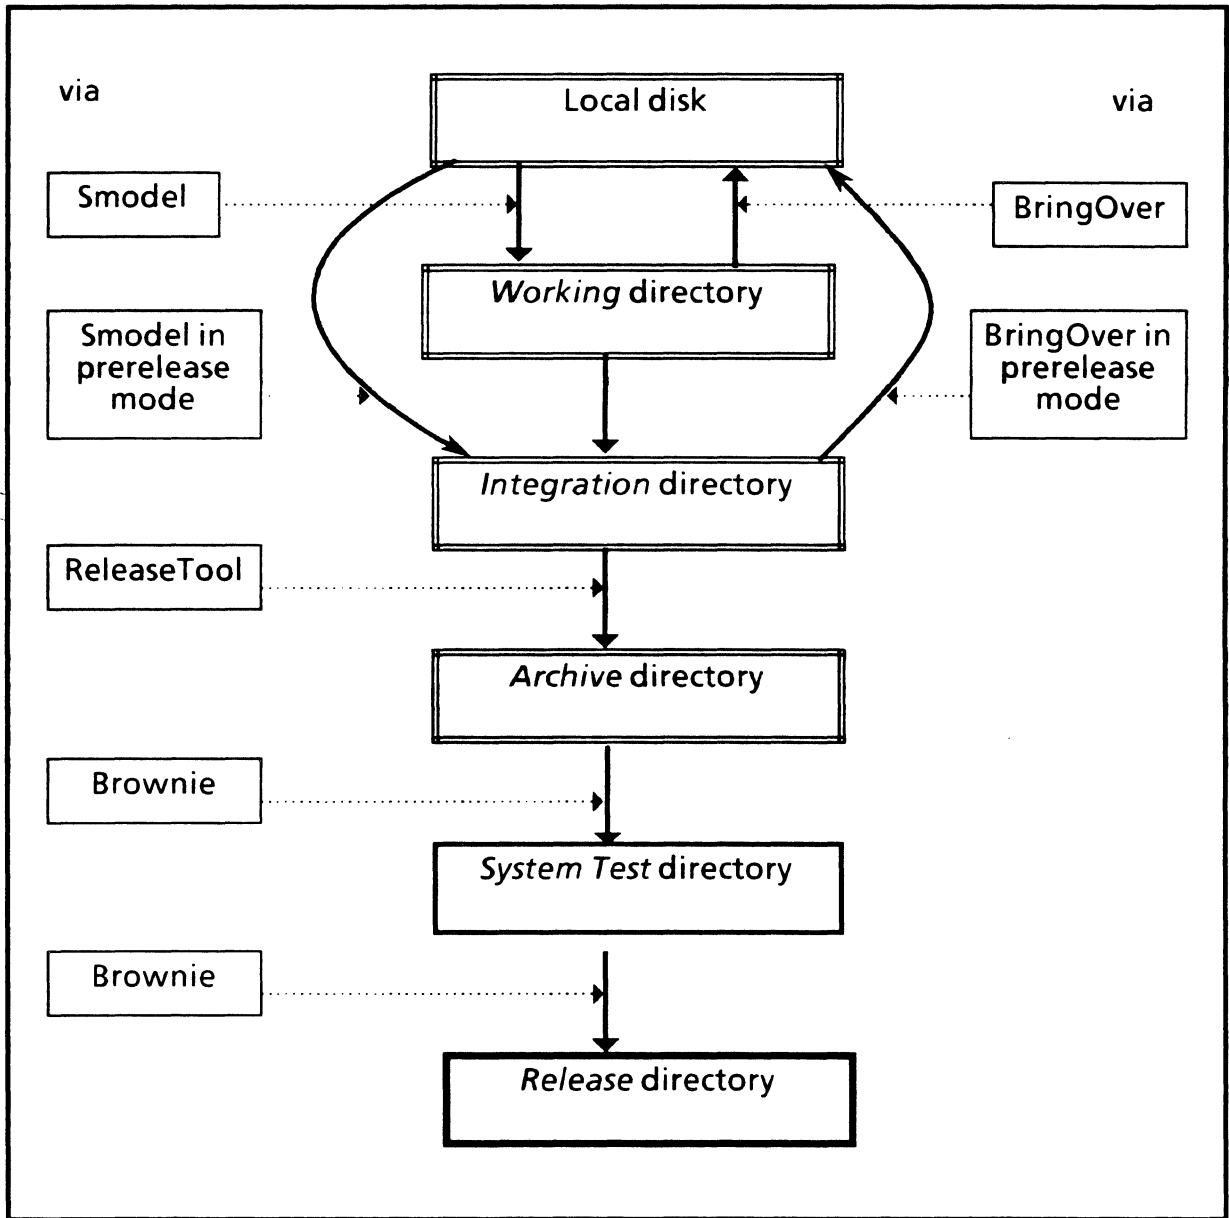 via
Local disk
via
Smodel
BringOver
Working directory
Smodel in
prerelease
mode
BringOver in
prerelease
mode
Integration directory
ReleaseTool
Archive directory
Brownie
System Test directory
Brownie
Release directory